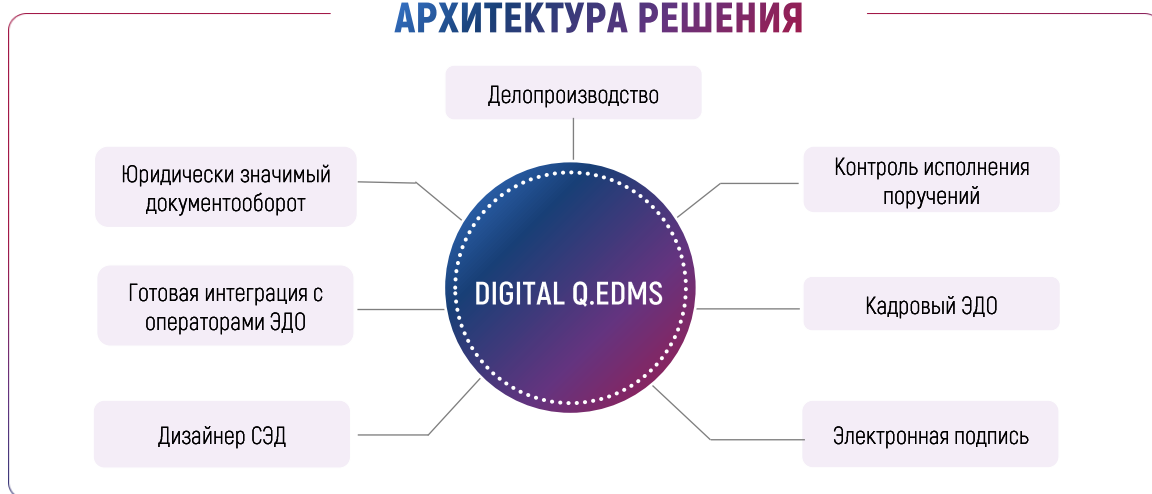 АРХИТЕКТУРА РЕШЕНИЯ
Делопроизводство
Юридически значимый
документооборот
Контроль исполнения
поручений
Готовая интеграция с
операторами ЭДО
DIGITAL Q.EDMS
Кадровый ЭДО
Дизайнер СЭД
Электронная подпись